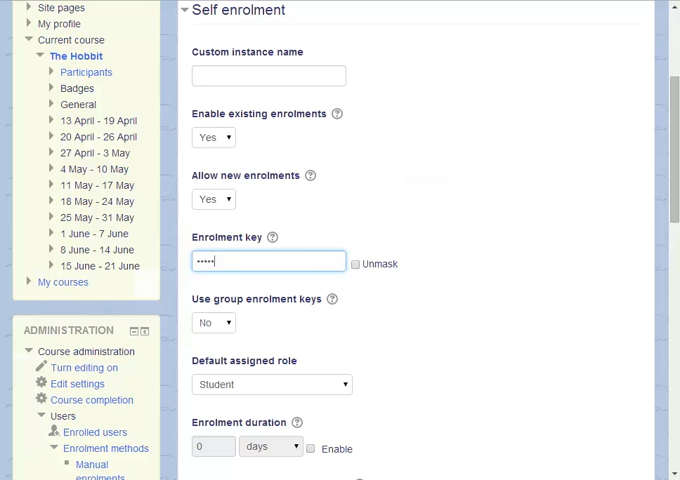 Site pages
My profile
Current course
The Hobbit
Participants
Badges
General
13 April - 19 April
20 April - 26 April
27 April - 3 May
4 May - 10 May
11 May - 17 May
18 May - 24 May
25 May - 31 May
1 June - 7 June
8 June - 14 June
15 June - 21 June
My courses
ADMINISTRATION
Course administration
Turn editing on
Edit settings
Course completion
Users
Enrolled users
Enrolment methods
Manual
enrolments
Self enrolment
Custom instance name
Enable existing enrolments
Yes
Allow new enrolments
Yes
Enrolment key
•••••
Unmask
Use group enrolment keys
No
Default assigned role
Student
Enrolment duration
0 days Enable